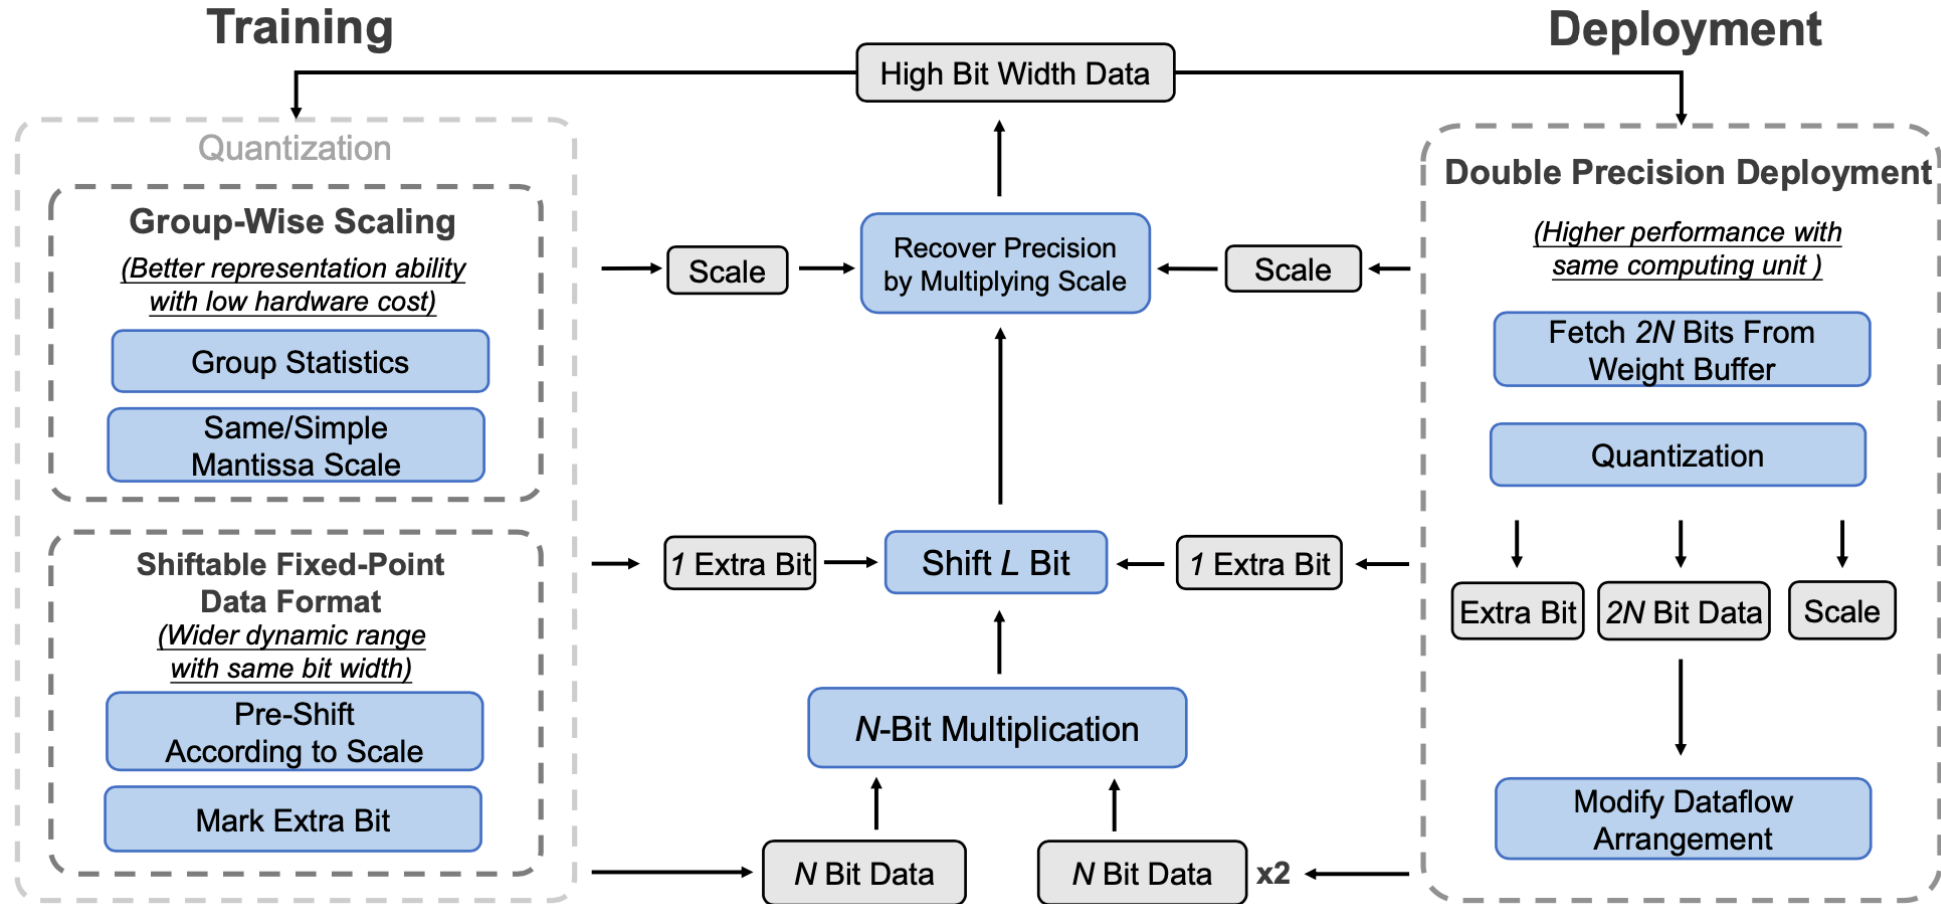 Training
Deployment
High Bit Width Data
Quantization
Group-Wise Scaling
(Better representation ability
with low hardware cost)
Group Statistics
Same/Simple
Mantissa Scale
Shiftable Fixed-Point
Data Format
(Wider dynamic range
with same bit width)
Pre-Shift
According to Scale
Mark Extra Bit
Scale
Recover Precision
by Multiplying Scale
Scale
1 Extra Bit
Shift L Bit
1 Extra Bit
N-Bit Multiplication
N Bit Data
N Bit Data x2
Double Precision Deployment
(Higher performance with
same computing unit )
Fetch 2N Bits From
Weight Buffer
Quantization
Extra Bit
2N Bit Data
Scale
Modify Dataflow
Arrangement